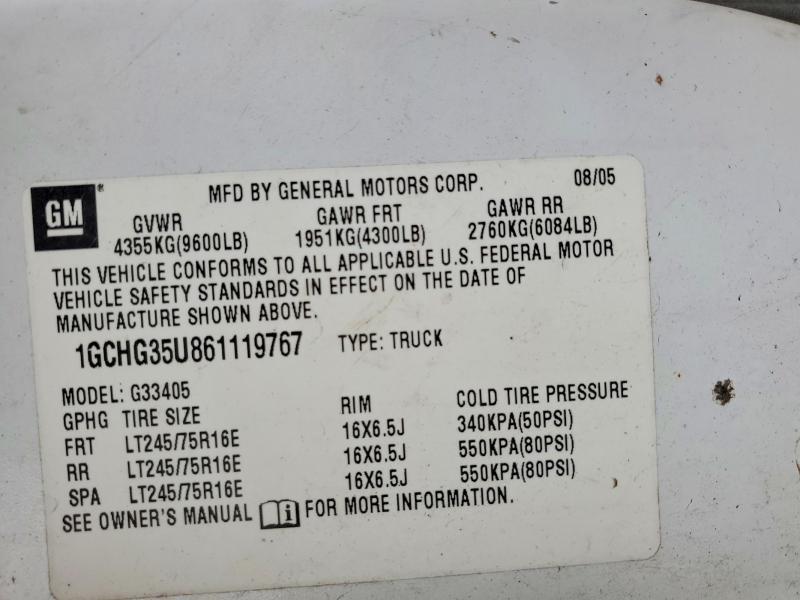 GM
MFD BY GENERAL MOTORS CORP. 08/05
GVWR GAWR FRT GAWR RR
4355KG(9600LB) 1951KG(4300LB) 2760KG(6084LB)
THIS VEHICLE CONFORMS TO ALL APPLICABLE U.S. FEDERAL MOTOR
VEHICLE SAFETY STANDARDS IN EFFECT ON THE DATE OF
MANUFACTURE SHOWN ABOVE.
1GCHG35U861119767 TYPE: TRUCK
MODEL: G33405
GPHG TIRE SIZE RIM COLD TIRE PRESSURE
FRT LT245/75R16E 16X6.5J 340KPA(50PSI)
RR LT245/75R16E 16X6.5J 550KPA(80PSI)
SPA LT245/75R16E 16X6.5J 550KPA(80PSI)
SEE OWNER'S MANUAL i FOR MORE INFORMATION.